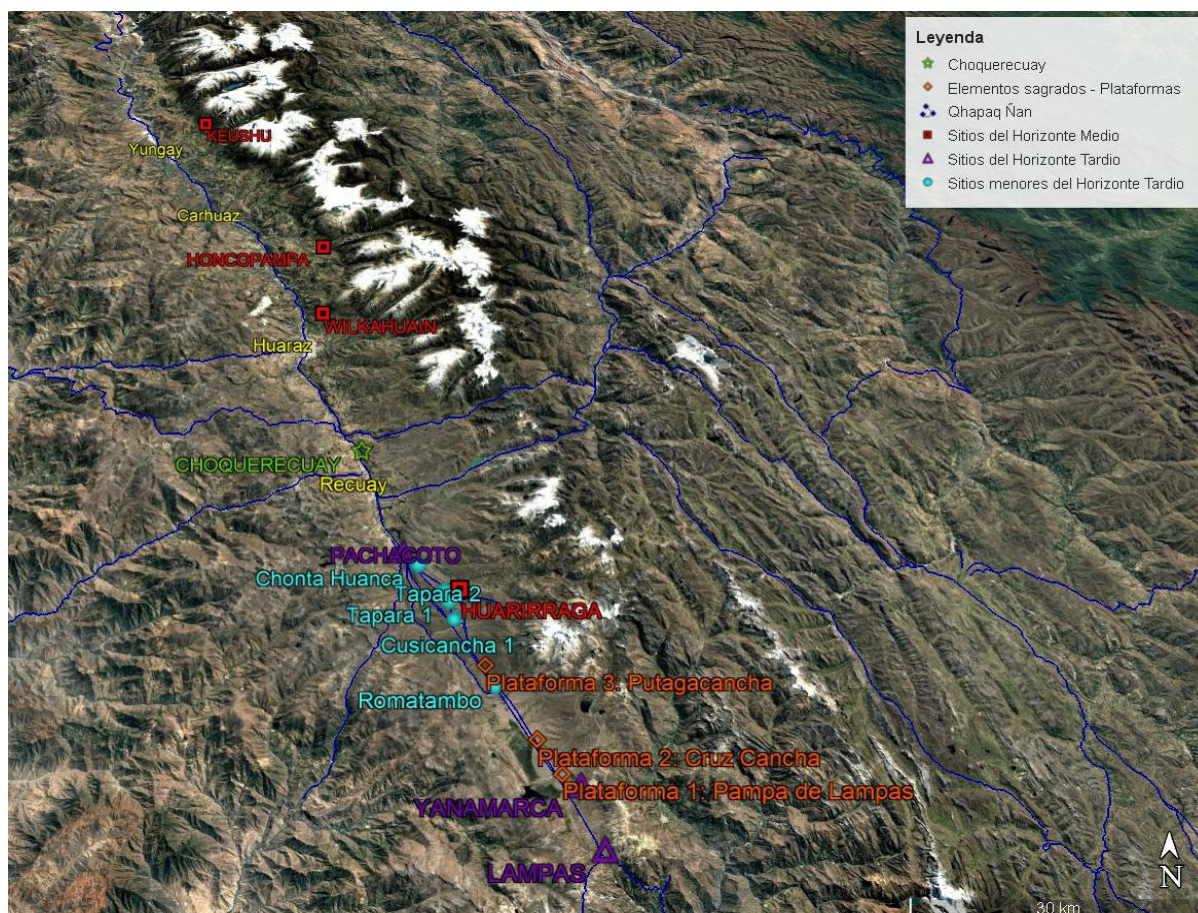 Leyenda
Choquerecuay
Elementos sagrados - Plataformas
Qhapaq Ñan
Sitios del Horizonte Medio
Sitios del Horizonte Tardio
Sitios menores del Horizonte Tardio
KEUSHU
Yungay
Carhuaz
HONCOPAMPA
WILKAHUAIN
Huaraz
CHOQUERECUAY
Recuay
PACHACOTO
Chonta Huanca
Tapara 2
Tapara 1
HUARIRRAGA
Cusicancha 1
Plataforma 3: Putagacancha
Romatambo
Plataforma 2: Cruz Cancha
Plataforma 1: Pampa de Lampas
YANAMARCA
LAMPAS
N
30 km